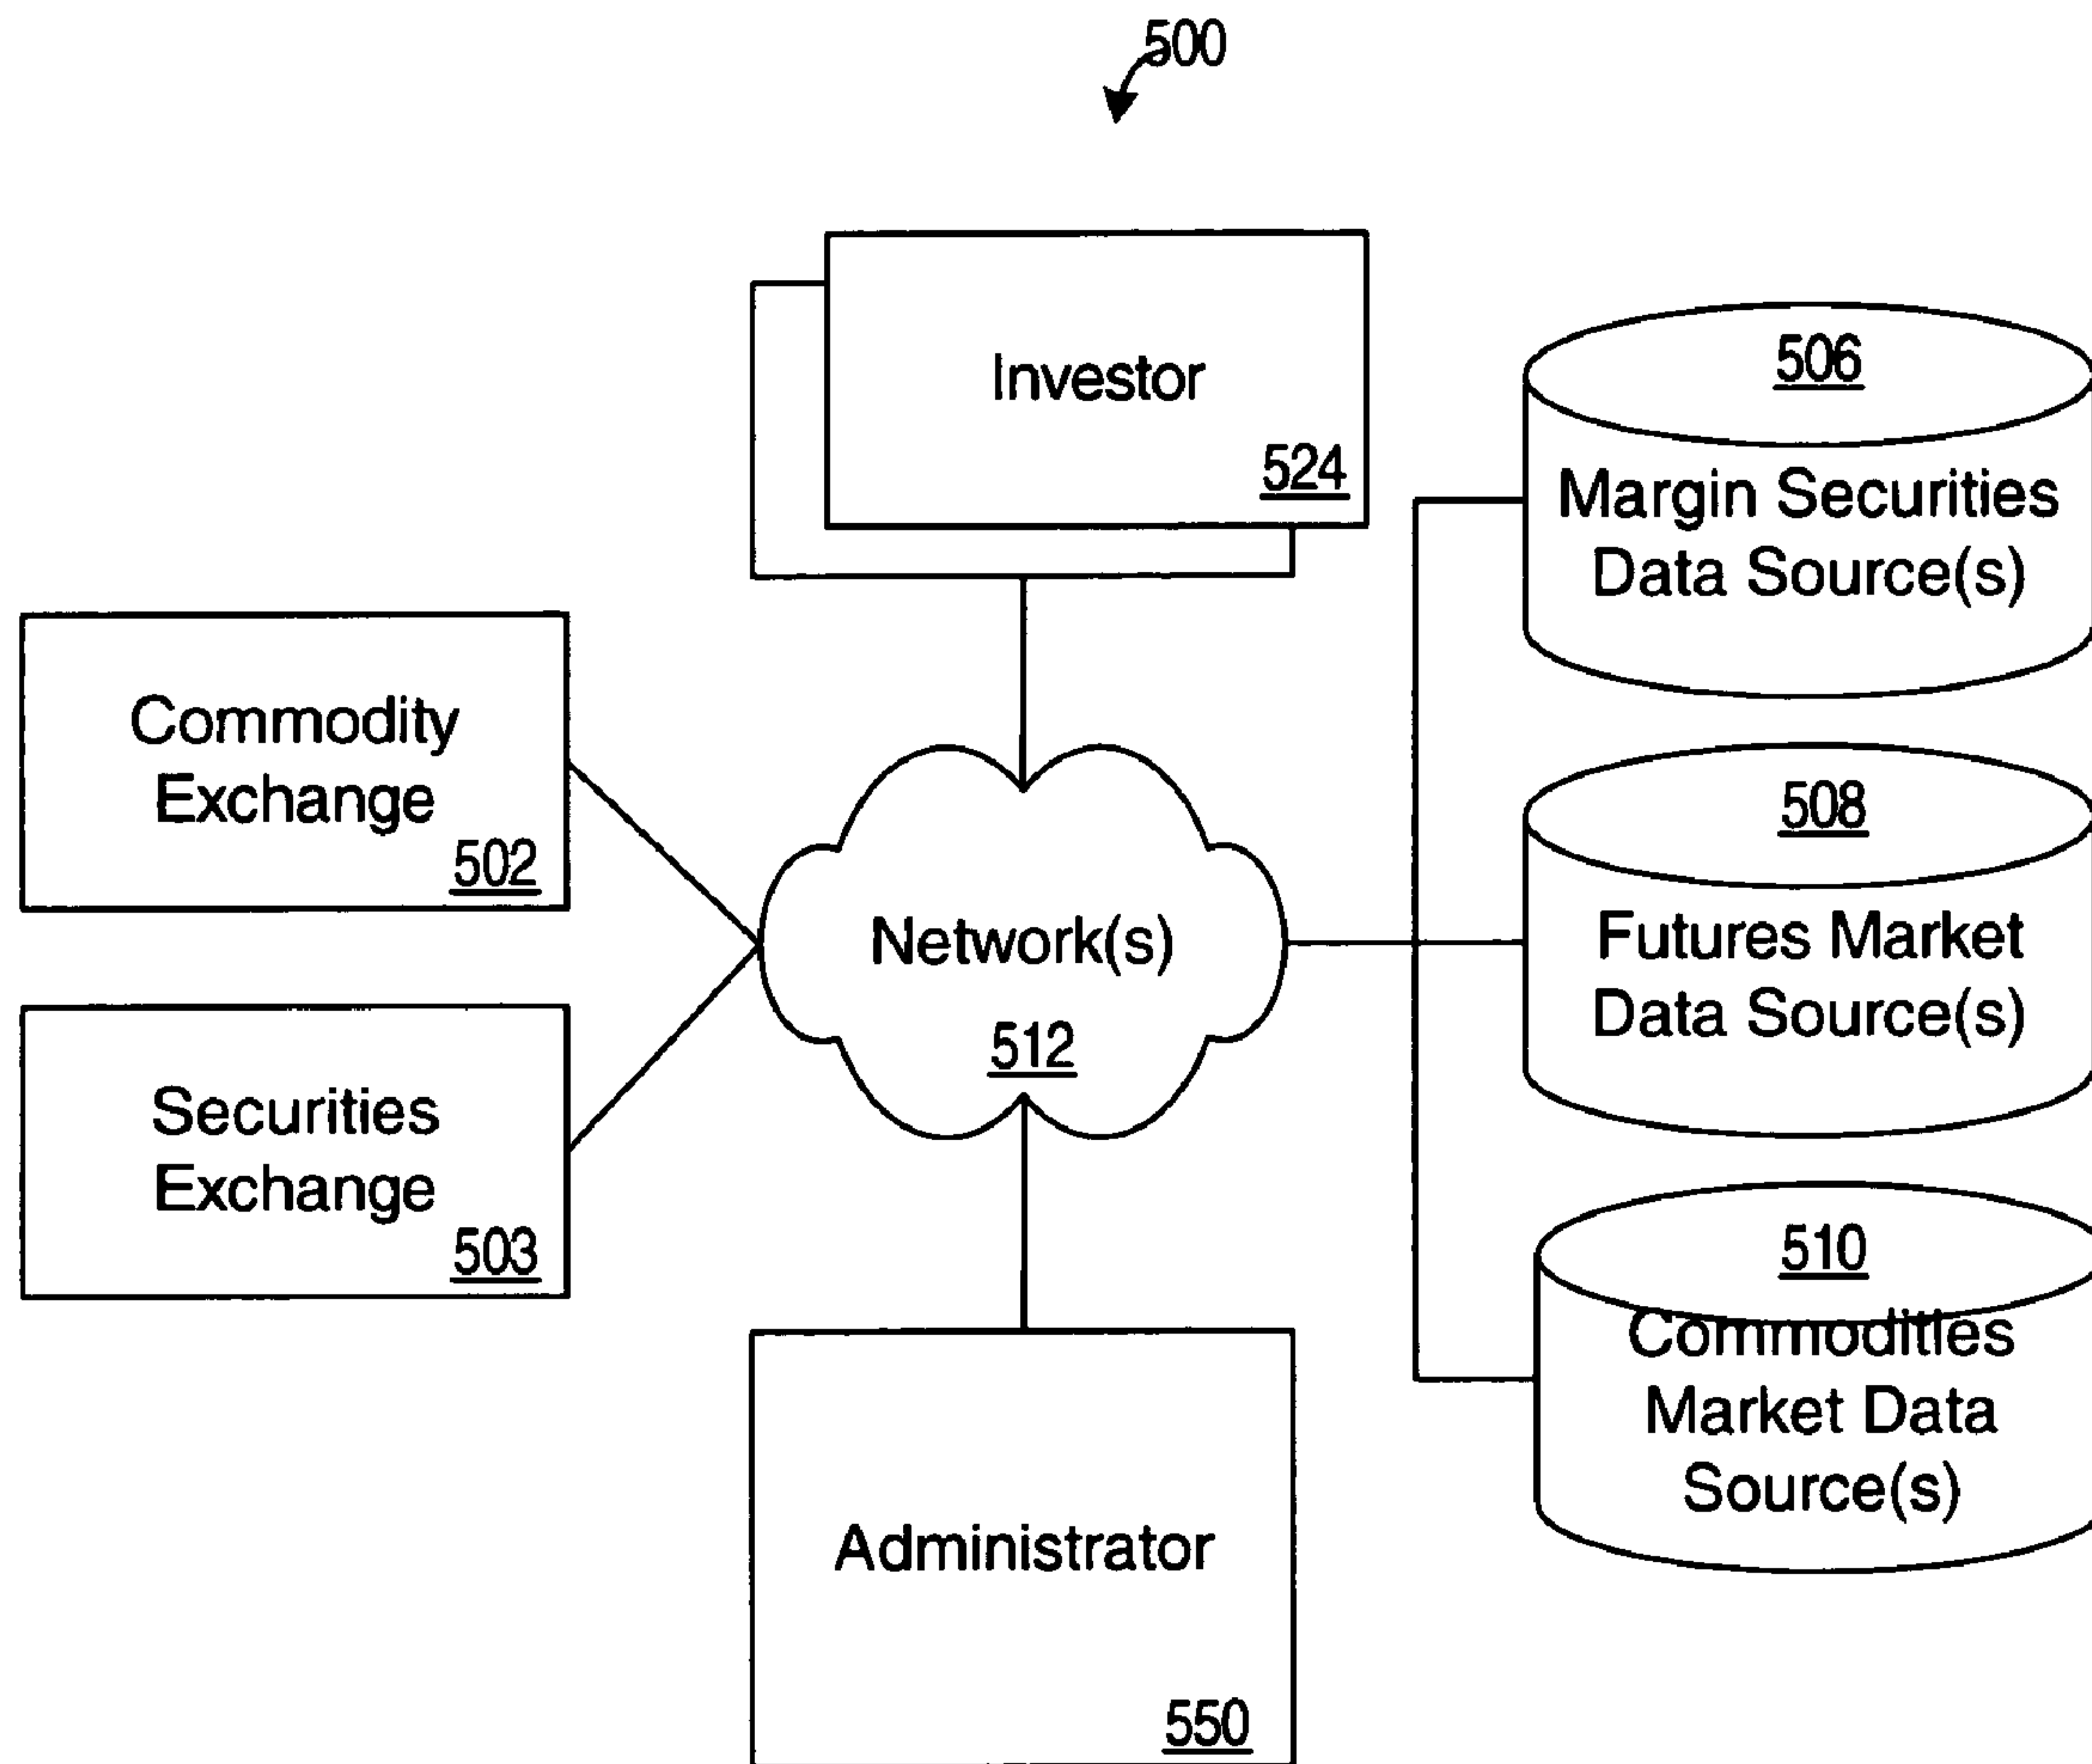 500
Investor
524
506
Margin Securities
Data Source(s)
Commodity
Exchange
502
508
Futures Market
Data Source(s)
Network(s)
512
Securities
Exchange
503
510
Commodities
Market Data
Source(s)
Administrator
550